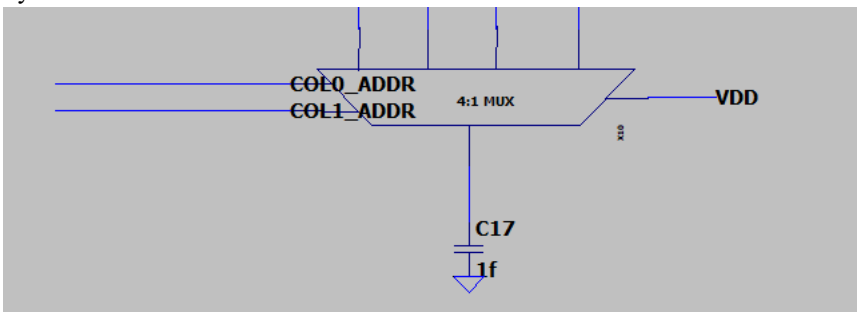 COL0_ADDR
COL1_ADDR
4:1 MUX
VDD
X10
C17
1f